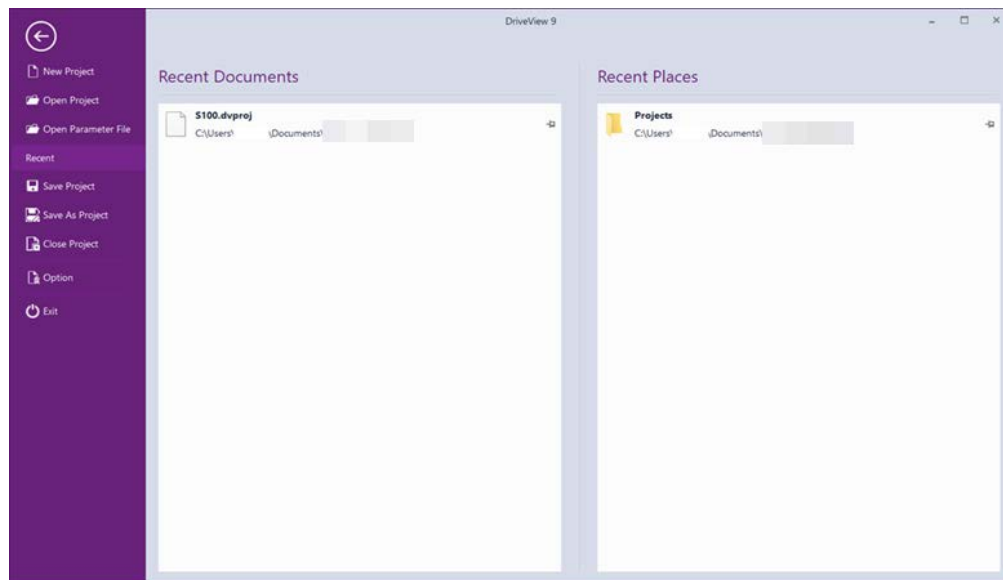 DriveView 9
New Project
Open Project
Open Parameter File
Recent
Save Project
Save As Project
Close Project
Option
Exit
Recent Documents
S100.dvproj
C:\Users\ \Documents\
Recent Places
Projects
C:\Users\ \Documents\